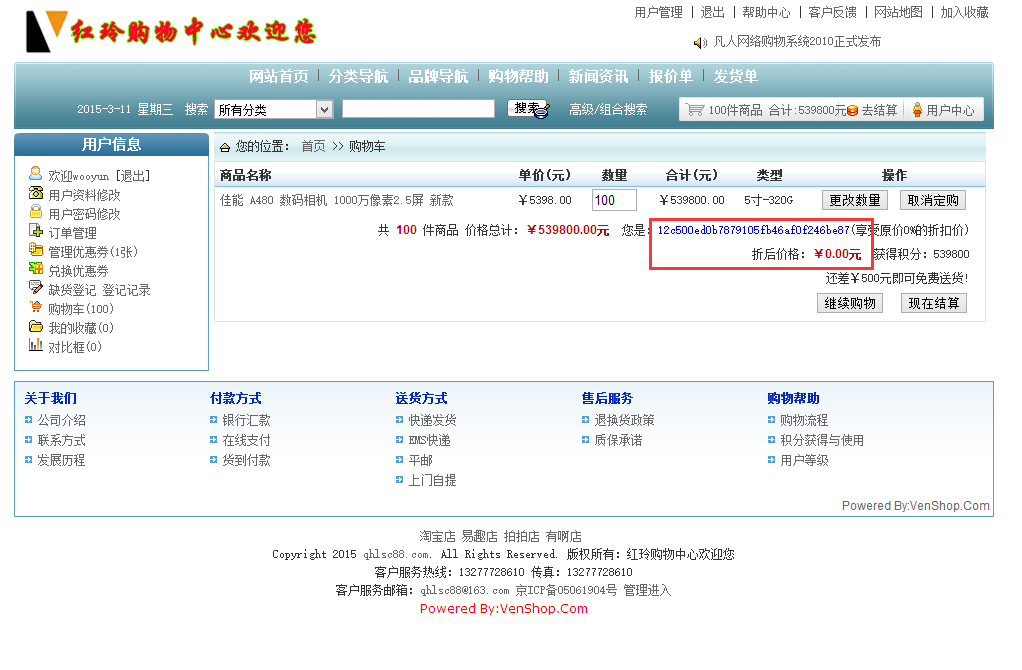 用户管理 | 退出 | 帮助中心 | 客户反馈 | 网站地图 | 加入收藏
红玲购物中心欢迎您
凡人网络购物系统2010正式发布
网站首页 | 分类导航 | 品牌导航 | 购物帮助 | 新闻资讯 | 报价单 | 发货单
2015-3-11 星期三 搜索 所有分类 搜索 高级/组合搜索 100件商品 合计:539800元 去结算 用户中心
用户信息
欢迎wooyun [退出]
用户资料修改
用户密码修改
订单管理
管理优惠券(1张)
兑换优惠券
缺货登记 登记记录
购物车(100)
我的收藏(0)
对比框(0)
您的位置: 首页 >> 购物车
商品名称 单价(元) 数量 合计(元) 类型 操作
佳能 A480 数码相机 1000万像素2.5屏 新款 ￥5398.00 100 ￥539800.00 5寸-320G 更改数量 取消定购
共 100 件商品 价格总计: ￥539800.00元 您是: 12c500ed0b7879105fb46af0f246be87(享受原价0%的折扣价)
折后价格: ￥0.00元 获得积分: 539800
还差￥500元即可免费送货!
继续购物 现在结算
关于我们 付款方式 送货方式 售后服务 购物帮助
公司介绍 银行汇款 快递发货 退换货政策 购物流程
联系方式 在线支付 EMS快递 质保承诺 积分获得与使用
发展历程 货到付款 平邮 用户等级
上门自提
Powered By:VenShop.Com
淘宝店 易趣店 拍拍店 有啊店
Copyright 2015 qhlsc88.com. All Rights Reserved. 版权所有: 红玲购物中心欢迎您
客户服务热线: 13277728610 传真: 13277728610
客户服务邮箱: qhlsc88@163.com 京ICP备05061904号 管理进入
Powered By:VenShop.Com